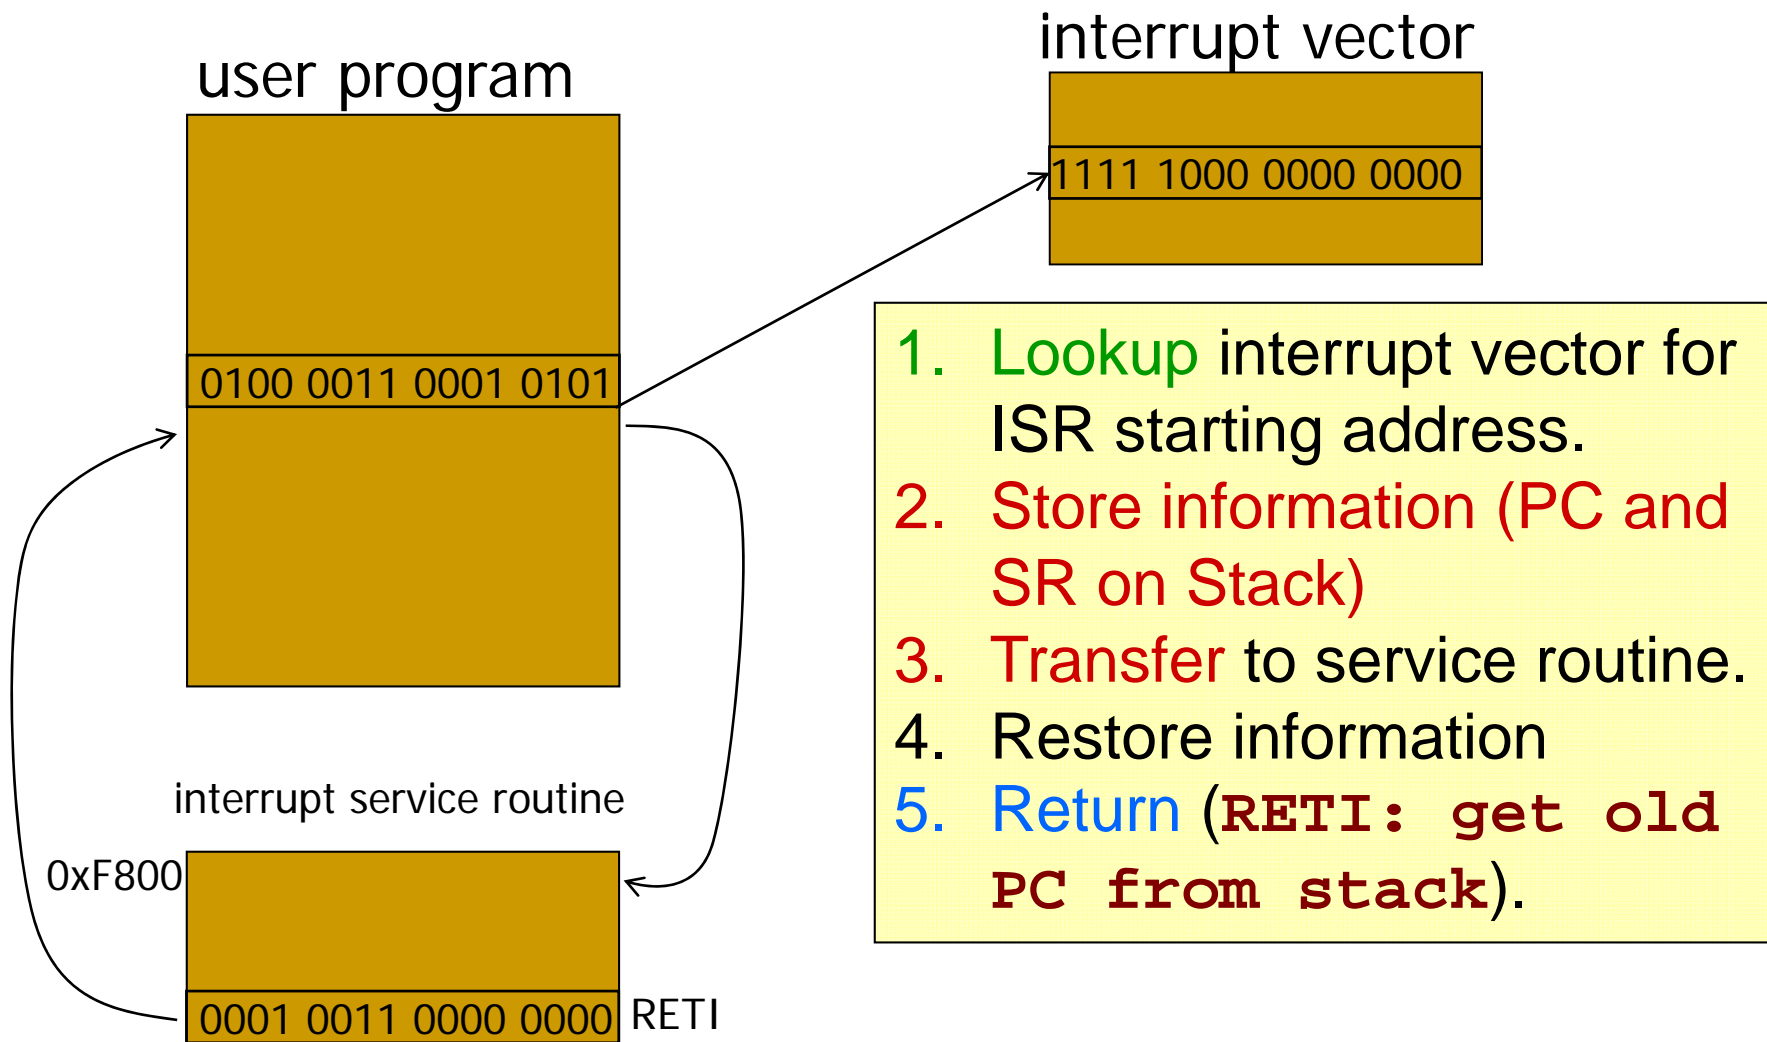 user program
0100 0011 0001 0101
interrupt vector
1111 1000 0000 0000
1. Lookup interrupt vector for
ISR starting address.
2. Store information (PC and
SR on Stack)
3. Transfer to service routine.
4. Restore information
5. Return (RETI: get old
PC from stack).
interrupt service routine
0xF800
0001 0011 0000 0000 RETI